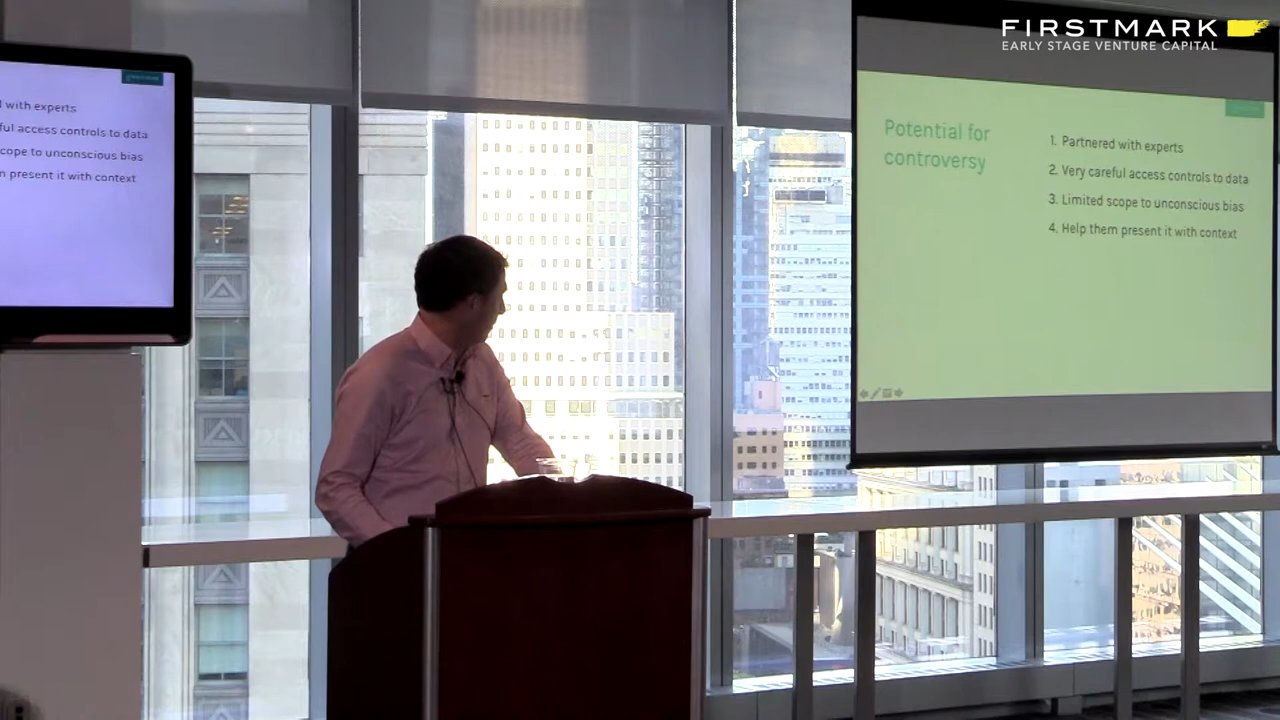 FIRSTMARK
EARLY STAGE VENTURE CAPITAL
with experts
access controls to data
to unconscious bias
present it with context
Potential for
controversy
1. Partnered with experts
2. Very careful access controls to data
3. Limited scope to unconscious bias
4. Help them present it with context